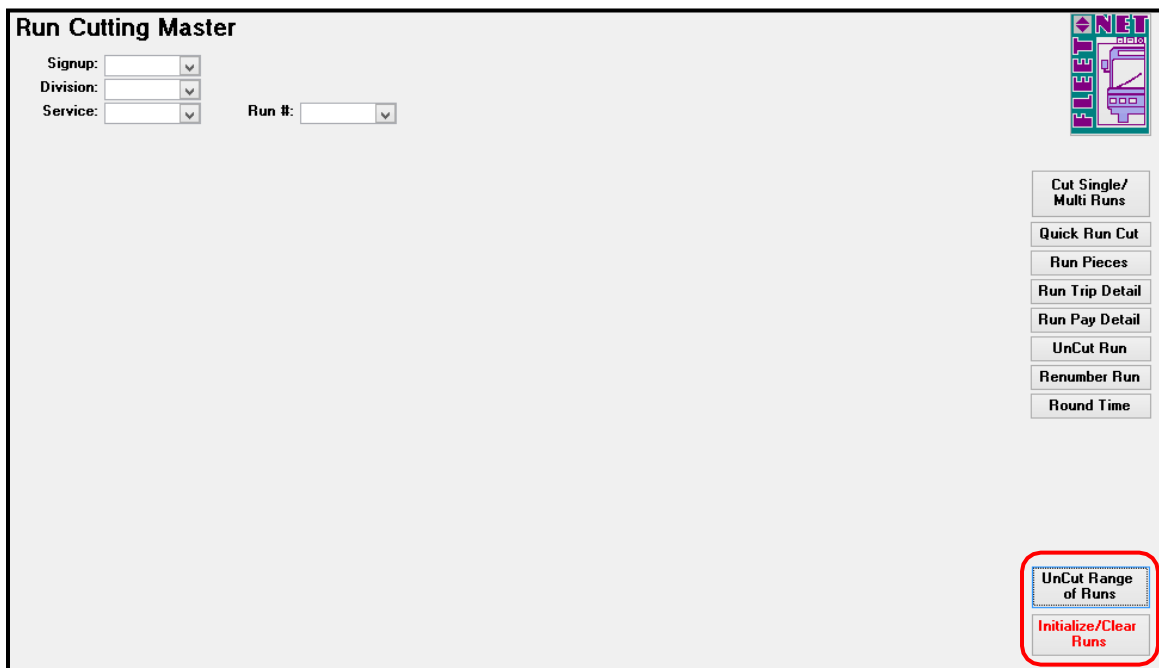 Run Cutting Master
NET
FLEET
Signup:
Division:
Service:
Run #:
Cut Single/
Multi Runs
Quick Run Cut
Run Pieces
Run Trip Detail
Run Pay Detail
UnCut Run
Renumber Run
Round Time
UnCut Range
of Runs
Initialize/Clear
Runs